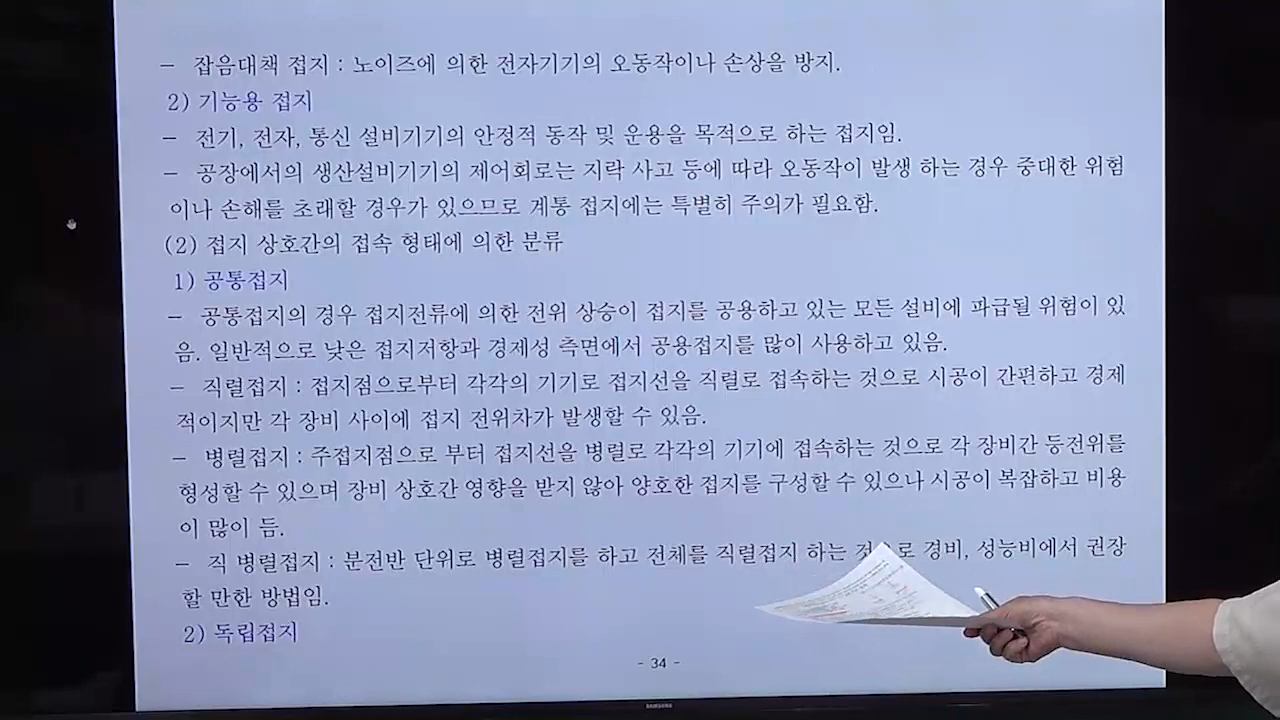 - 잡음대책 접지 : 노이즈에 의한 전자기기의 오동작이나 손상을 방지.
2) 기능용 접지
- 전기, 전자, 통신 설비기기의 안정적 동작 및 운용을 목적으로 하는 접지임.
- 공장에서의 생산설비기기의 제어회로는 지락 사고 등에 따라 오동작이 발생 하는 경우 중대한 위험
이나 손해를 초래할 경우가 있으므로 계통 접지에는 특별히 주의가 필요함.
(2) 접지 상호간의 접속 형태에 의한 분류
1) 공통접지
- 공통접지의 경우 접지전류에 의한 전위 상승이 접지를 공용하고 있는 모든 설비에 파급될 위험이 있
음. 일반적으로 낮은 접지저항과 경제성 측면에서 공용접지를 많이 사용하고 있음.
- 직렬접지 : 접지점으로부터 각각의 기기로 접지선을 직렬로 접속하는 것으로 시공이 간편하고 경제
적이지만 각 장비 사이에 접지 전위차가 발생할 수 있음.
- 병렬접지 : 주접지점으로 부터 접지선을 병렬로 각각의 기기에 접속하는 것으로 각 장비간 등전위를
형성할 수 있으며 장비 상호간 영향을 받지 않아 양호한 접지를 구성할 수 있으나 시공이 복잡하고 비용
이 많이 듬.
- 직 병렬접지 : 분전반 단위로 병렬접지를 하고 전체를 직렬접지 하는 것으로 경비, 성능비에서 권장
할 만한 방법임.
2) 독립접지
- 34 -
SAMSUNG